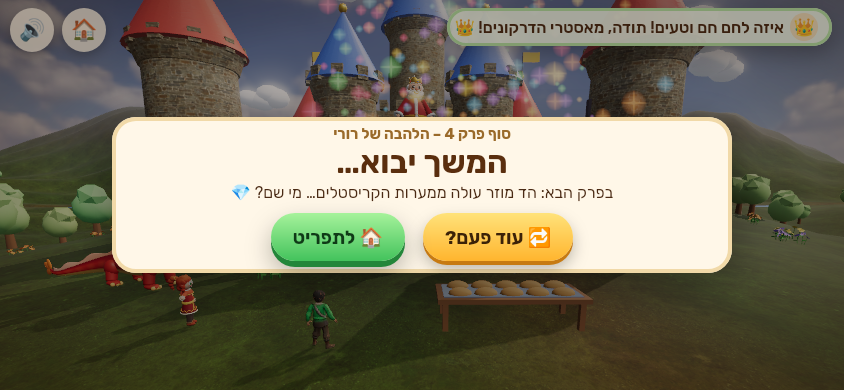 איזה לחם חם וטעים! תודה, מאסטרי הדרקונים!
סוף פרק 4 – הלהבה של רורי
המשך יבוא...
בפרק הבא: הד מוזר עולה ממערות הקריסטלים... מי שם?
עוד פעם?
לתפריט